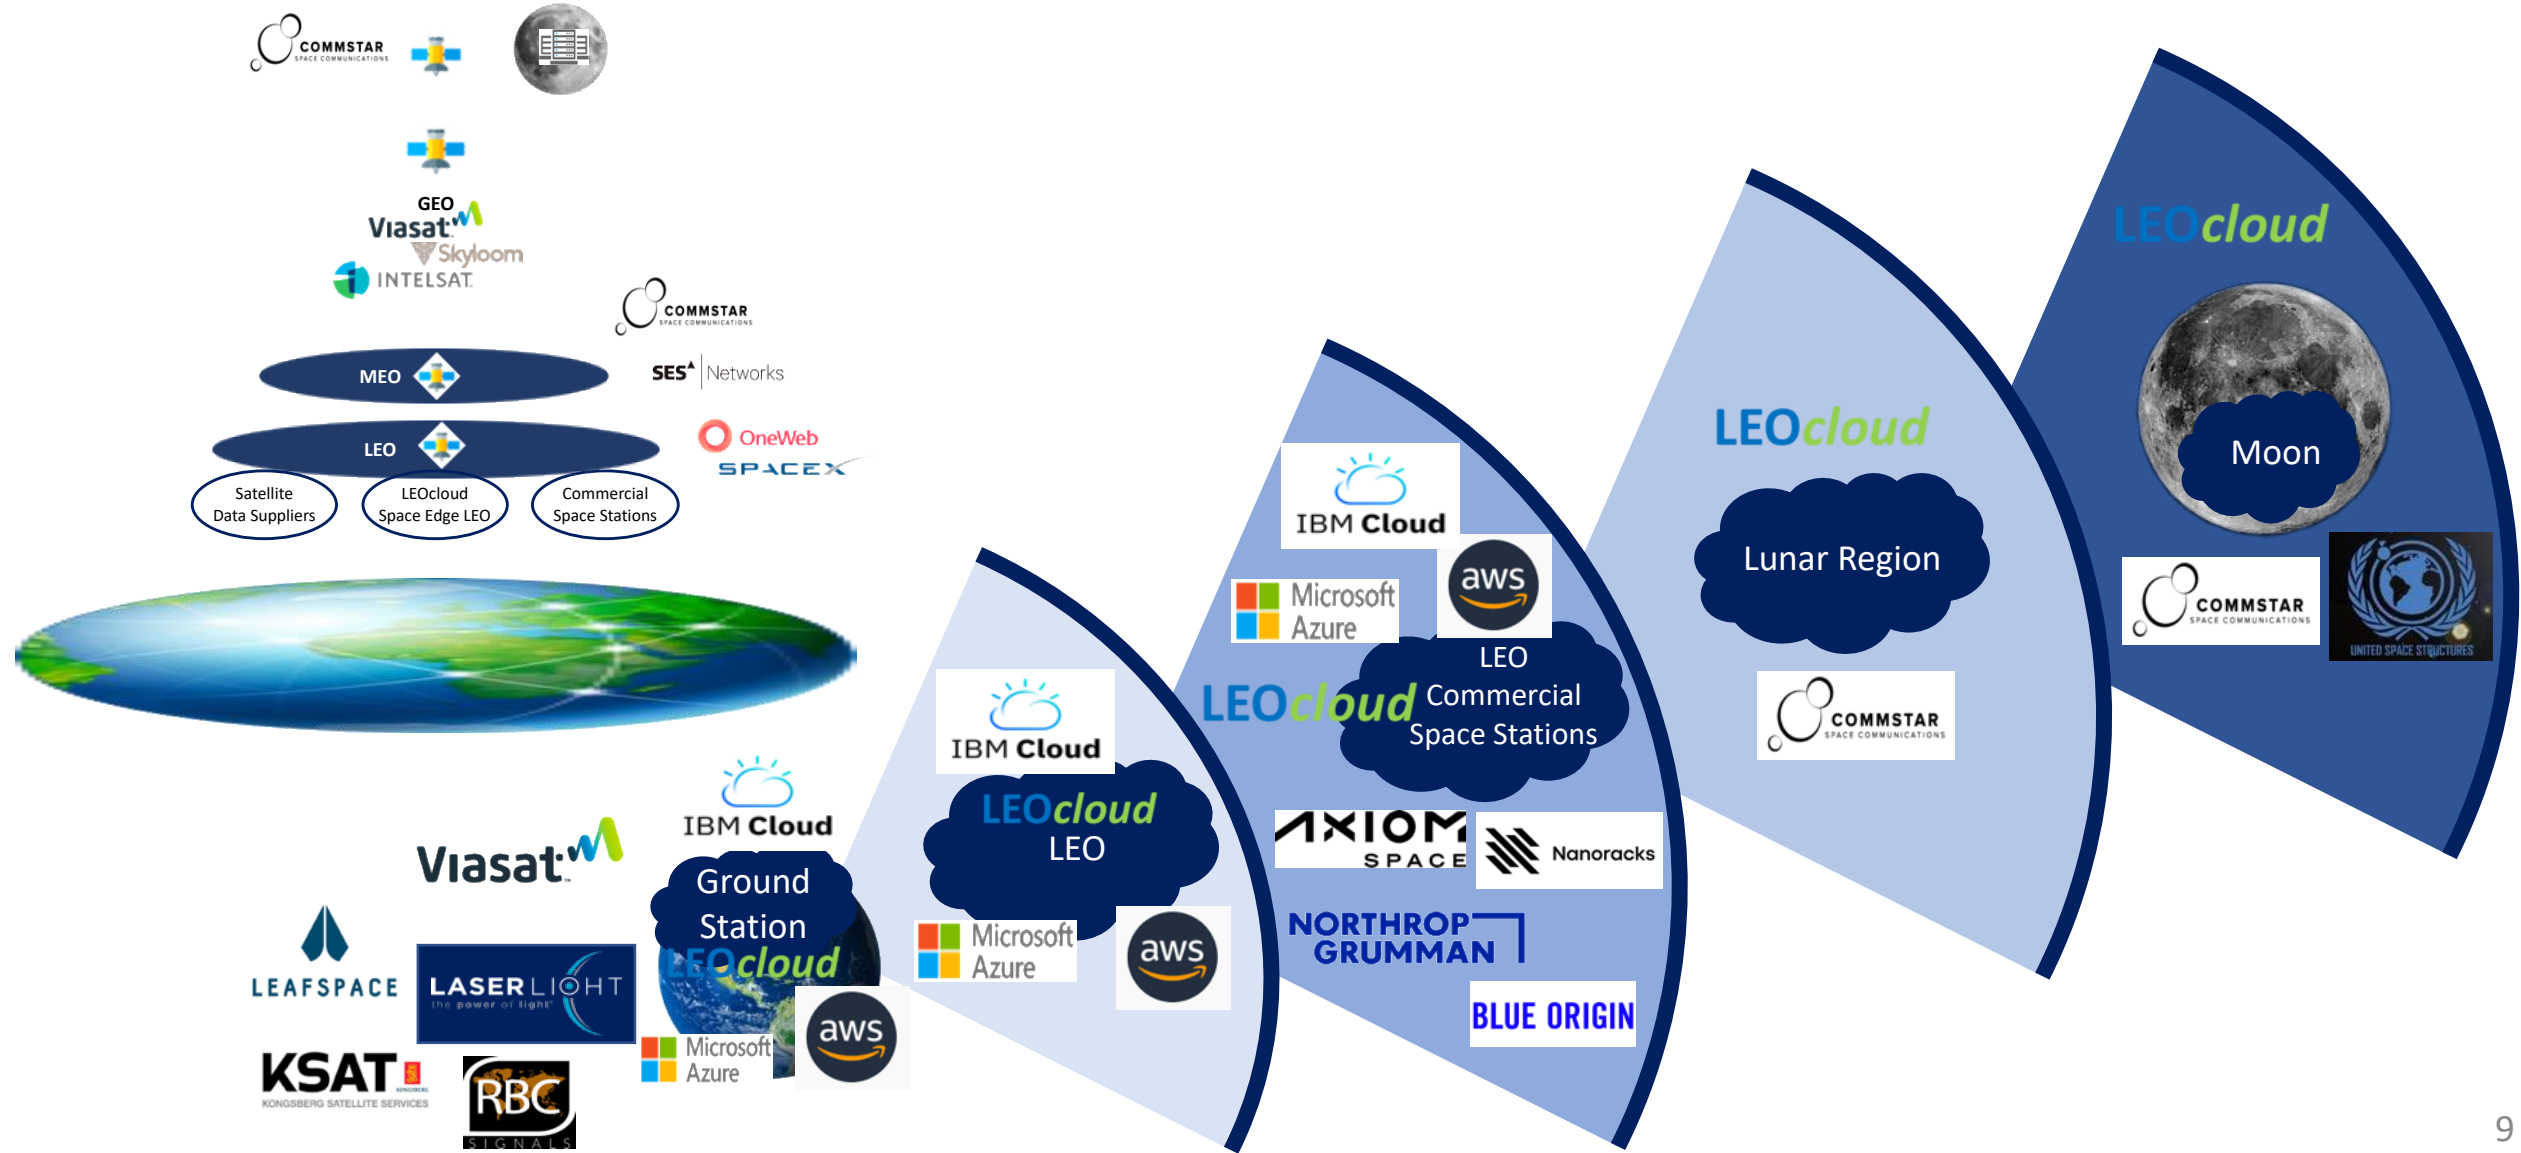 COMMSTAR
SPACE COMMUNICATIONS
GEO
Viasat™
Skyloom
INTELSAT
COMMSTAR
SPACE COMMUNICATIONS
MEO
SES▲ Networks
LEO
OneWeb
SPACEX
Satellite
Data Suppliers
LEOcloud
Space Edge LEO
Commercial
Space Stations
Viasat™
LEAFSPACE
LASERLIGHT
the power of light
KSAT
KONGSBERG
KONGSBERG SATELLITE SERVICES
RBC
SIGNALS
IBM Cloud
Ground
Station
LEOcloud
Microsoft
Azure
aws
IBM Cloud
LEOcloud
LEO
Microsoft
Azure
aws
IBM Cloud
aws
Microsoft
Azure
LEO
Commercial
Space Stations
LEOcloud
AXIOM
SPACE
Nanoracks
NORTHROP
GRUMMAN
BLUE ORIGIN
LEOcloud
Lunar Region
COMMSTAR
SPACE COMMUNICATIONS
LEOcloud
Moon
COMMSTAR
SPACE COMMUNICATIONS
UNITED SPACE STRUCTURES
9